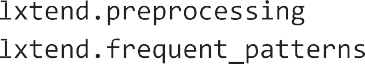 lxtend.preprocessing
lxtend.frequent_patterns